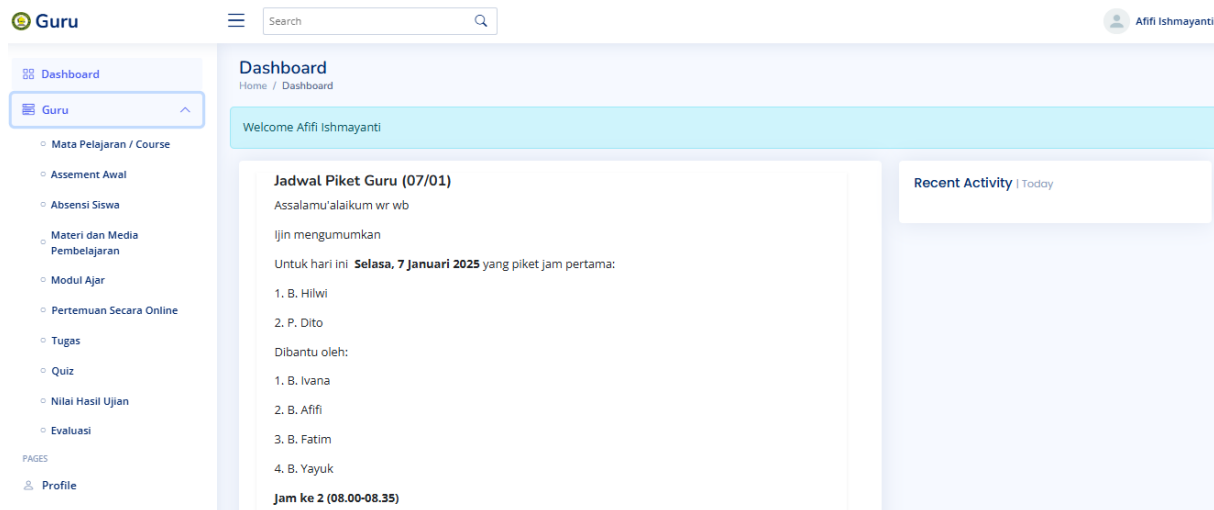 Guru
Search
Afifi Ishmayanti
Dashboard
Guru
Mata Pelajaran / Course
Assement Awal
Absensi Siswa
Materi dan Media
Pembelajaran
Modul Ajar
Pertemuan Secara Online
Tugas
Quiz
Nilai Hasil Ujian
Evaluasi
PAGES
Profile
Dashboard
Home / Dashboard
Welcome Afifi Ishmayanti
Jadwal Piket Guru (07/01)
Assalamu'alaikum wr wb
Ijin mengumumkan
Untuk hari ini Selasa, 7 Januari 2025 yang piket jam pertama:
1. B. Hilwi
2. P. Dito
Dibantu oleh:
1. B. Ivana
2. B. Afifi
3. B. Fatim
4. B. Yayuk
Jam ke 2 (08.00-08.35)
Recent Activity | Today